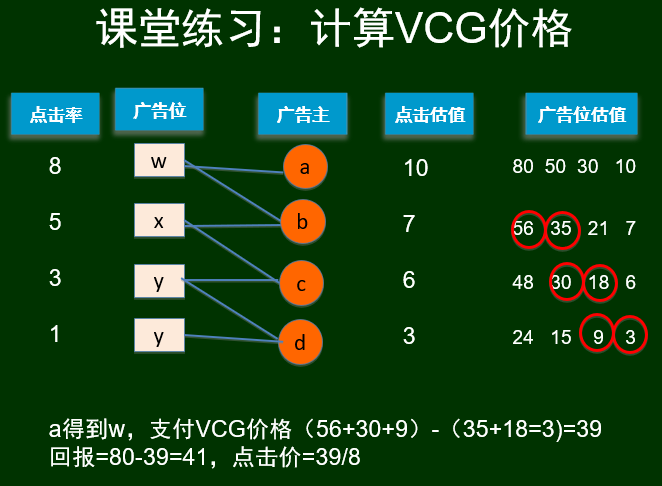 课堂练习：计算VCG价格
点击率 广告位 广告主 点击估值 广告位估值
8 w a 10 80 50 30 10
5 x b 7 56 35 21 7
3 y c 6 48 30 18 6
1 y d 3 24 15 9 3
a得到w，支付VCG价格（56+30+9）-（35+18=3)=39
回报=80-39=41，点击价=39/8